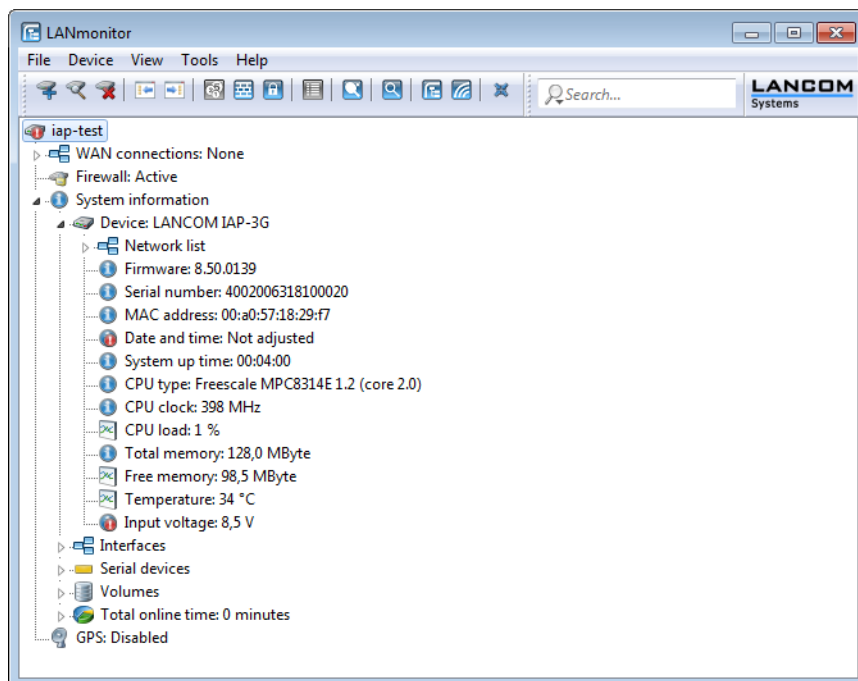 LANmonitor
File Device View Tools Help
Search...
LANCOM
Systems
iap-test
WAN connections: None
Firewall: Active
System information
Device: LANCOM IAP-3G
Network list
Firmware: 8.50.0139
Serial number: 4002006318100020
MAC address: 00:a0:57:18:29:f7
Date and time: Not adjusted
System up time: 00:04:00
CPU type: Freescale MPC8314E 1.2 (core 2.0)
CPU clock: 398 MHz
CPU load: 1 %
Total memory: 128,0 MByte
Free memory: 98,5 MByte
Temperature: 34 °C
Input voltage: 8,5 V
Interfaces
Serial devices
Volumes
Total online time: 0 minutes
GPS: Disabled